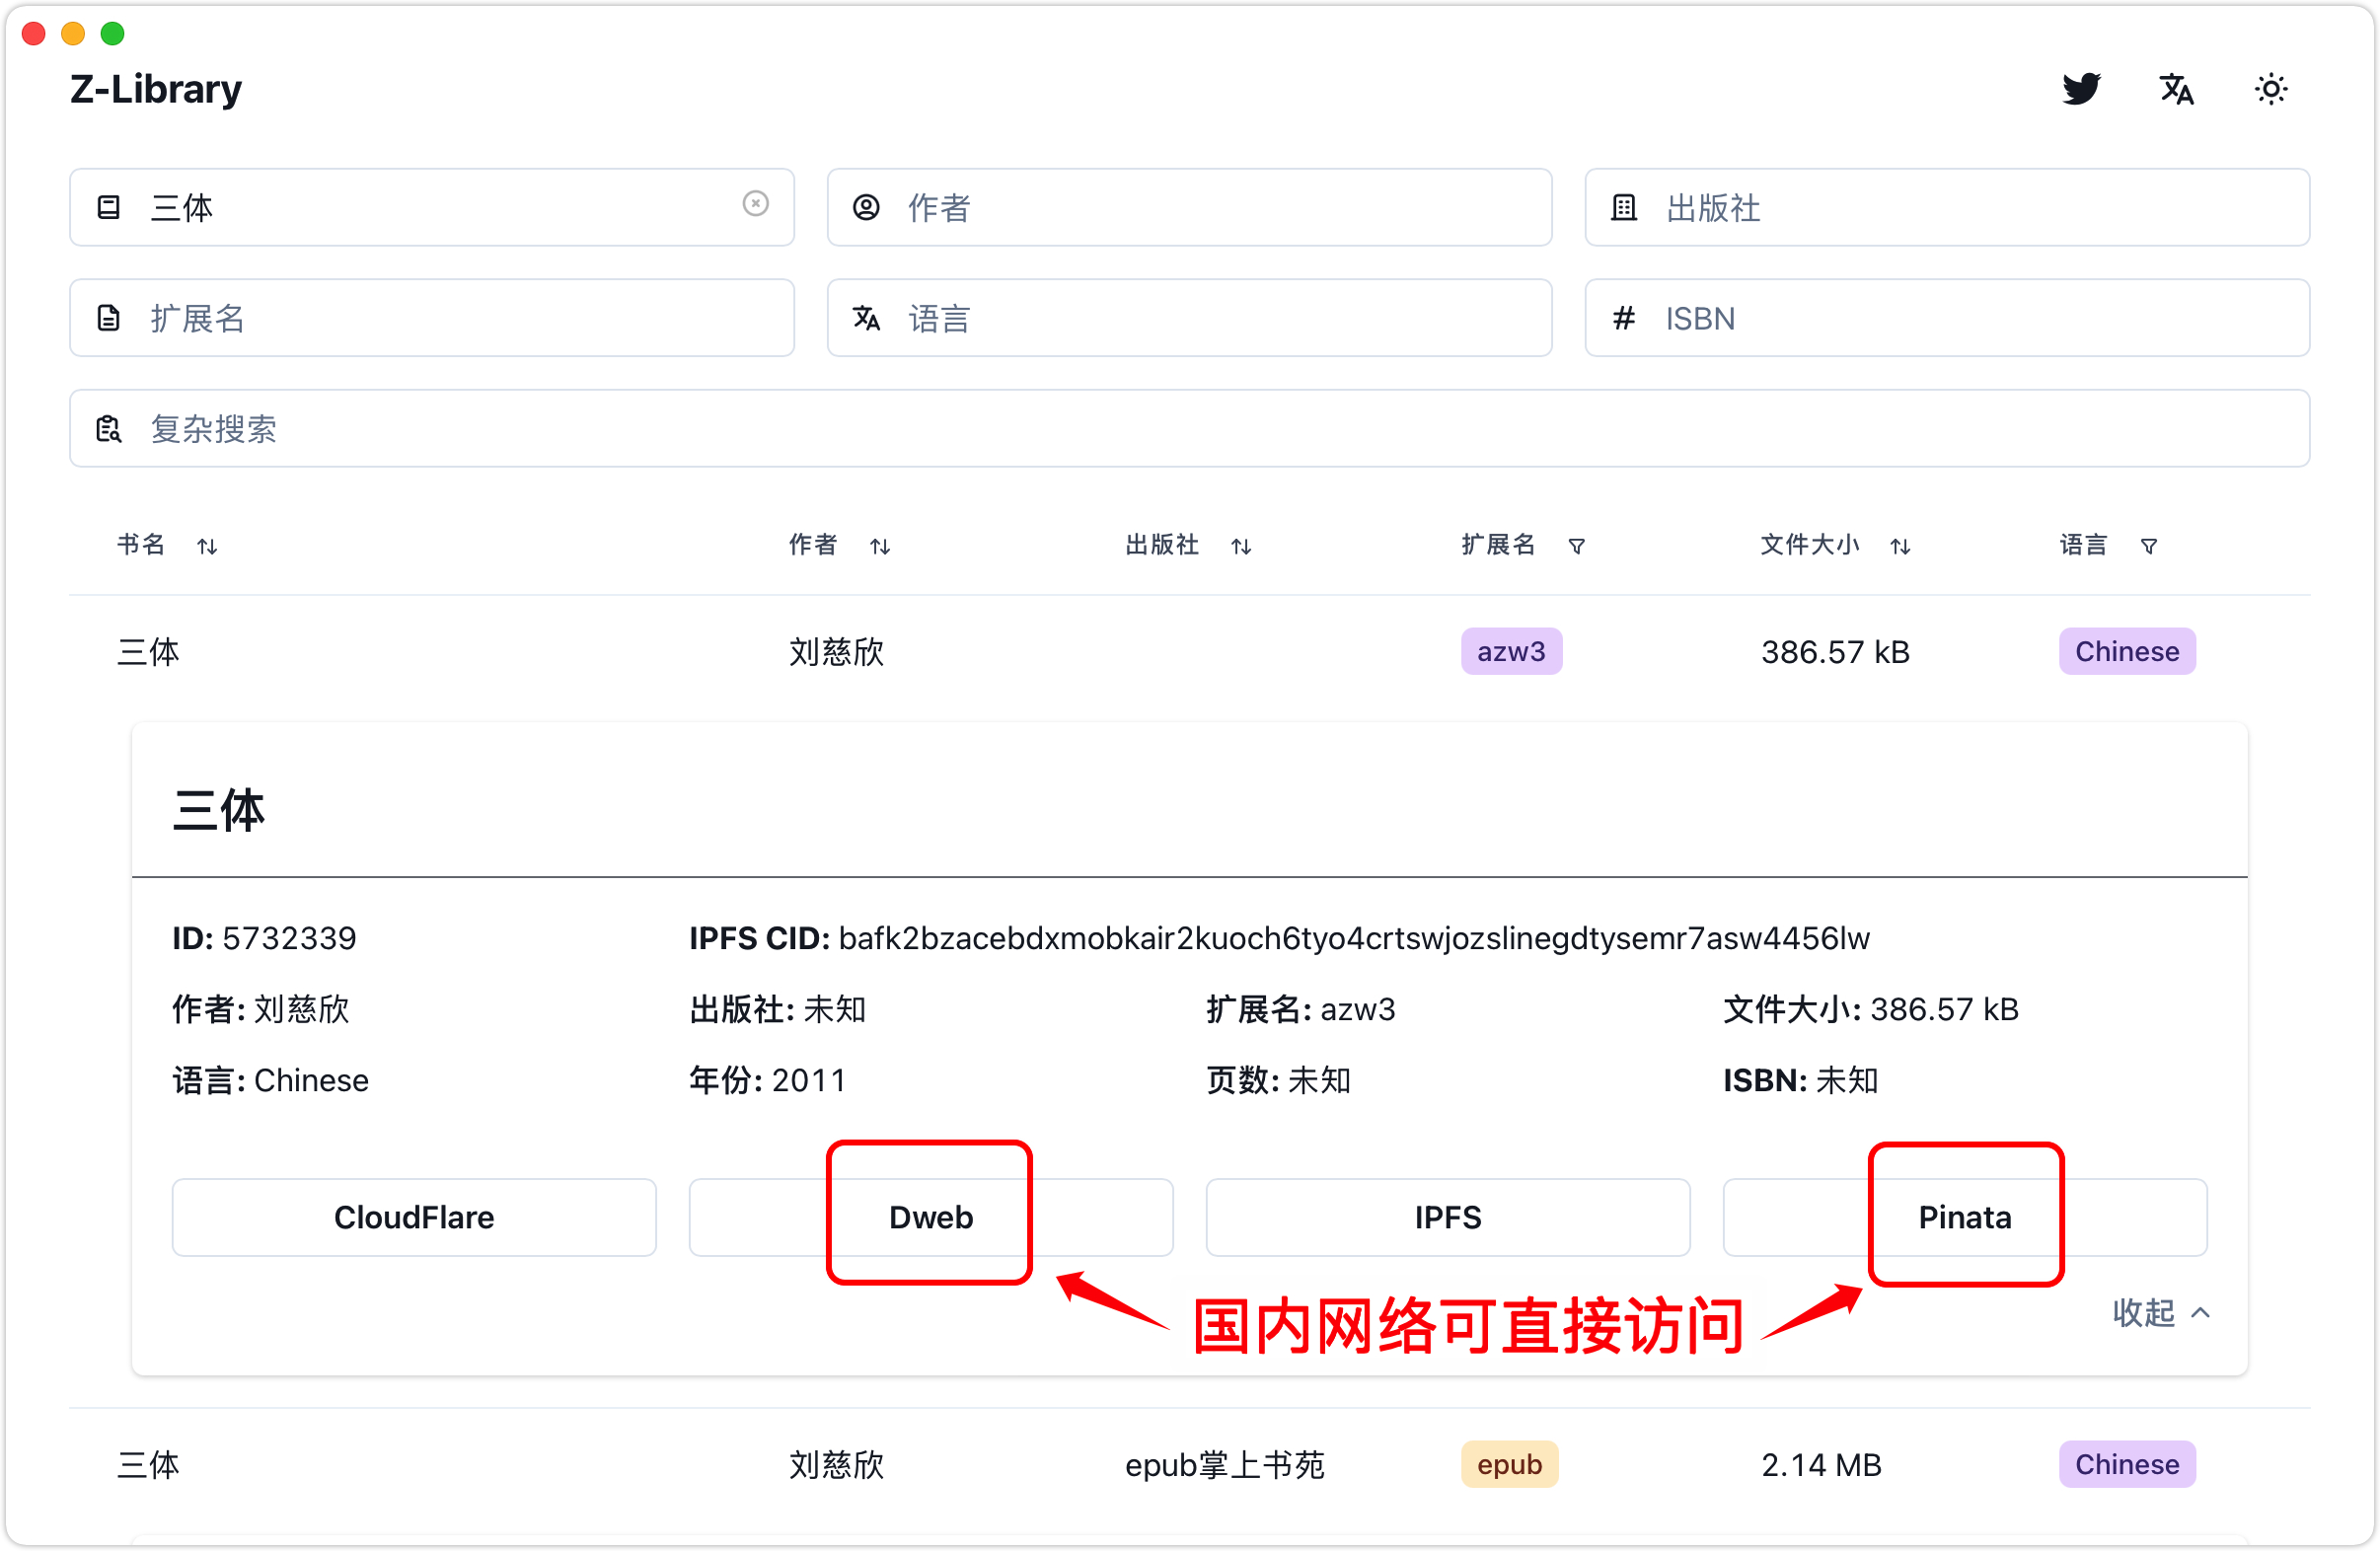 Z-Library
三体 作者 出版社
扩展名 语言 ISBN
复杂搜索
书名 作者 出版社 扩展名 文件大小 语言
三体 刘慈欣 azw3 386.57 kB Chinese
三体
ID: 5732339 IPFS CID: bafk2bzacebdxmobkair2kuoch6tyo4crtswjozslinegdtysemr7asw4456lw
作者: 刘慈欣 出版社: 未知 扩展名: azw3 文件大小: 386.57 kB
语言: Chinese 年份: 2011 页数: 未知 ISBN: 未知
CloudFlare Dweb IPFS Pinata
国内网络可直接访问
收起
三体 刘慈欣 epub掌上书苑 epub 2.14 MB Chinese